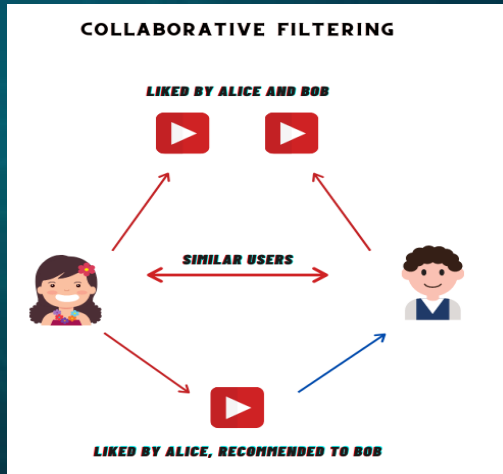 COLLABORATIVE FILTERING
LIKED BY ALICE AND BOB
SIMILAR USERS
LIKED BY ALICE, RECOMMENDED TO BOB